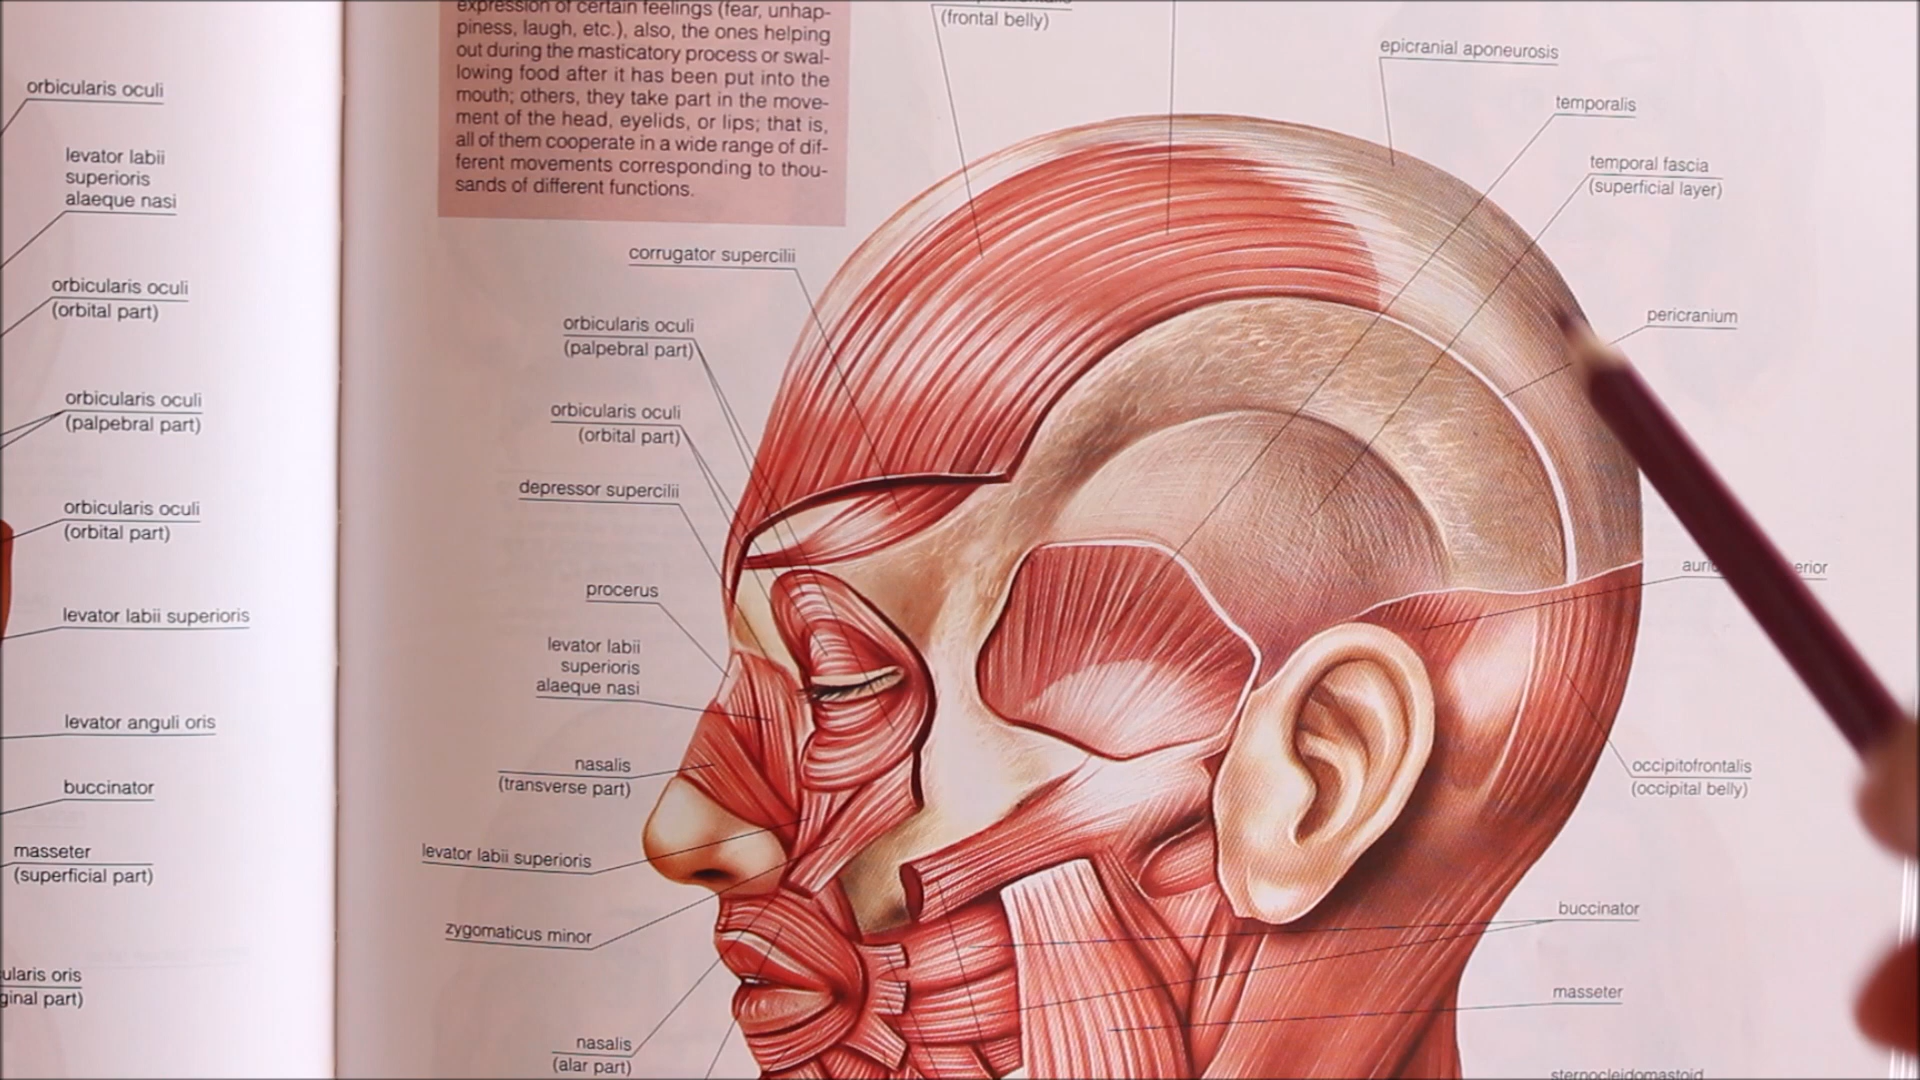 orbicularis oculi
levator labii
superioris
alaeque nasi
orbicularis oculi
(orbital part)
orbicularis oculi
(palpebral part)
orbicularis oculi
(orbital part)
levator labii superioris
levator anguli oris
buccinator
masseter
(superficial part)
ularis oris
ginal part)
expression of certain feelings (fear, unhap-
piness, laugh, etc.), also, the ones helping
out during the masticatory process or swal-
lowing food after it has been put into the
mouth; others, they take part in the move-
ment of the head, eyelids, or lips; that is,
all of them cooperate in a wide range of dif-
ferent movements corresponding to thou-
sands of different functions.
(frontal belly)
corrugator supercilii
orbicularis oculi
(palpebral part)
orbicularis oculi
(orbital part)
depressor supercilii
procerus
levator labii
superioris
alaeque nasi
nasalis
(transverse part)
levator labii superioris
zygomaticus minor
nasalis
(alar part)
epicranial aponeurosis
temporalis
temporal fascia
(superficial layer)
pericranium
erior
occipitofrontalis
(occipital belly)
buccinator
masseter
sternocleidomastoid